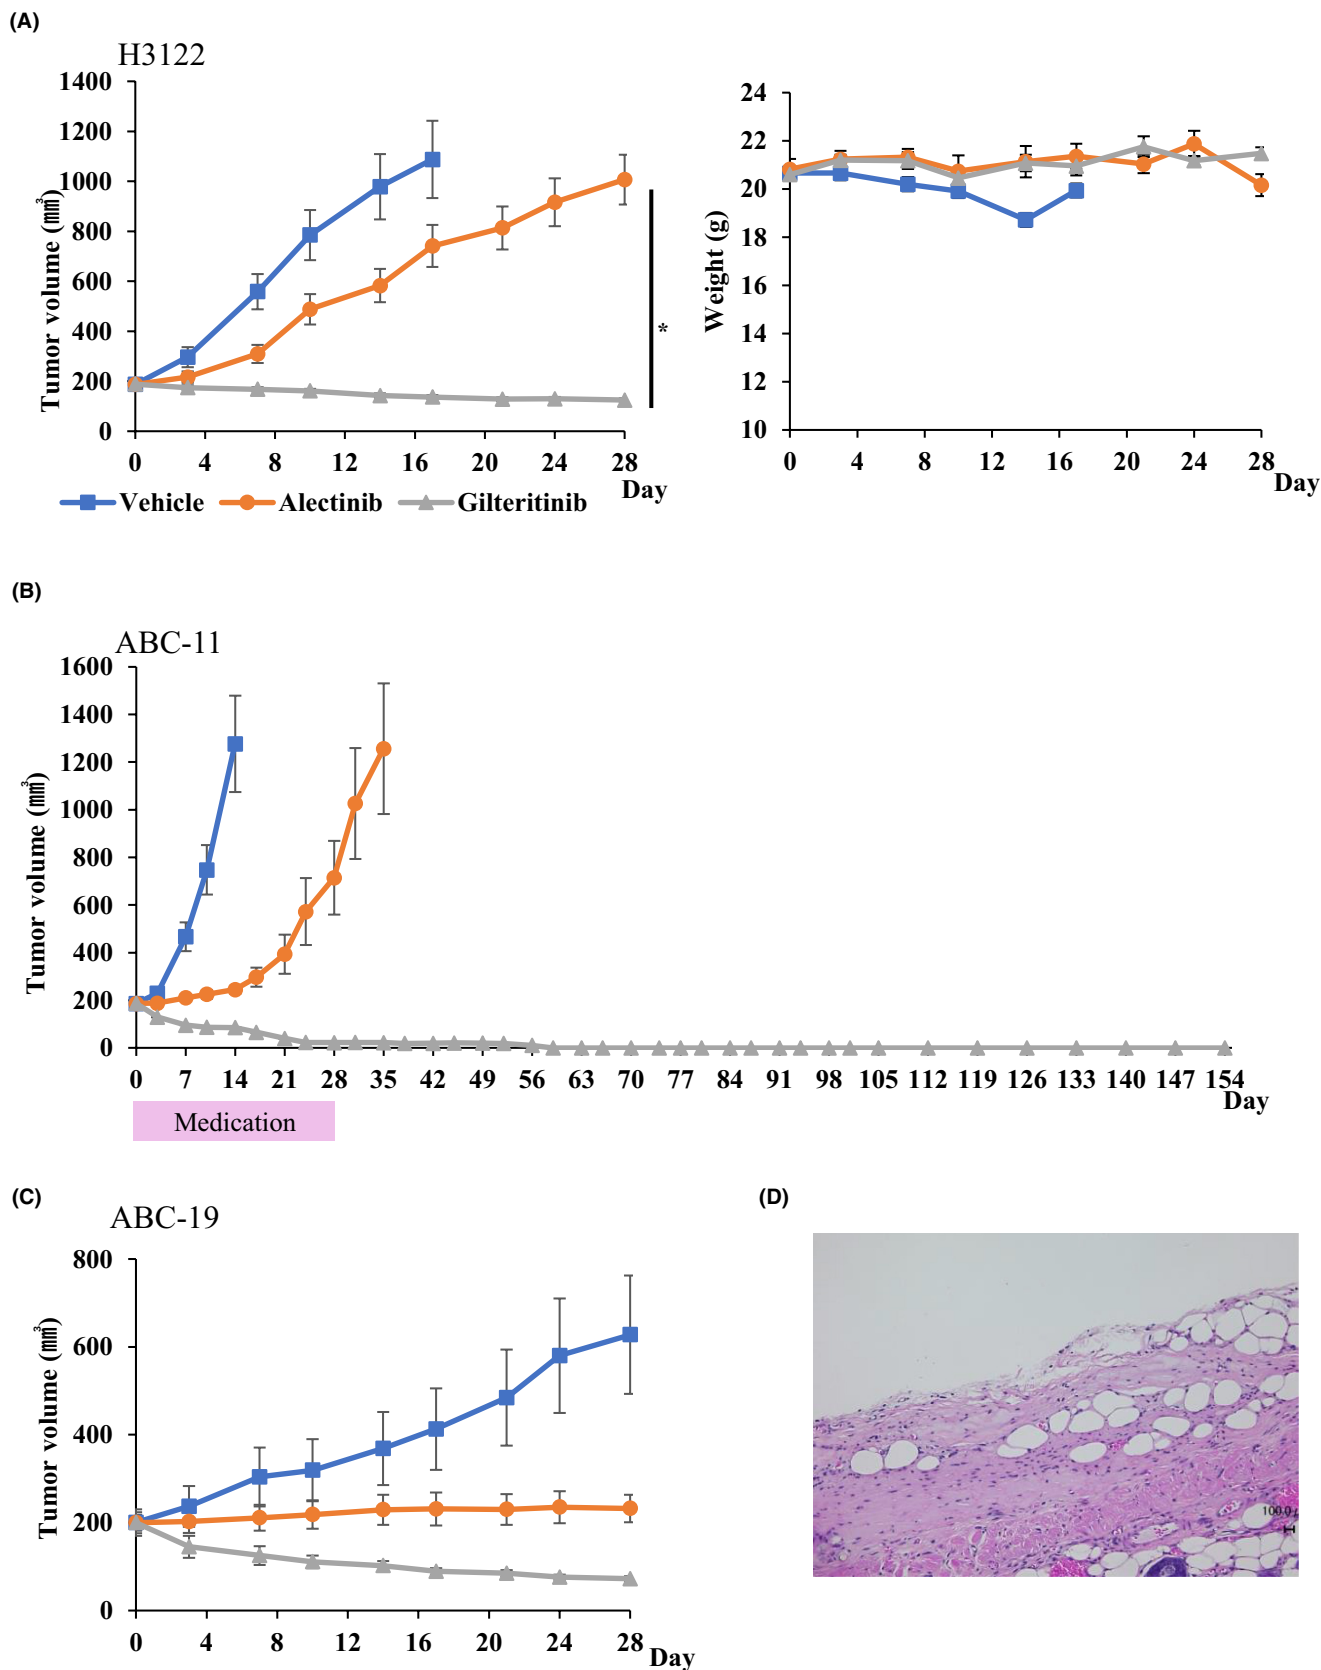 (A)
H3122
1400
1200
1000
800
600
400
200
0
Tumor volume (㎣)
0 4 8 12 16 20 24 28
Day
*
24
22
20
18
16
14
12
10
Weight (g)
0 4 8 12 16 20 24 28
Day
Vehicle Alectinib Gilteritinib
(B)
ABC-11
1600
1400
1200
1000
800
600
400
200
0
Tumor volume (㎣)
0 7 14 21 28 35 42 49 56 63 70 77 84 91 98 105 112 119 126 133 140 147 154
Day
Medication
(C)
ABC-19
800
600
400
200
0
Tumor volume (㎣)
0 4 8 12 16 20 24 28
Day
(D)
100.0